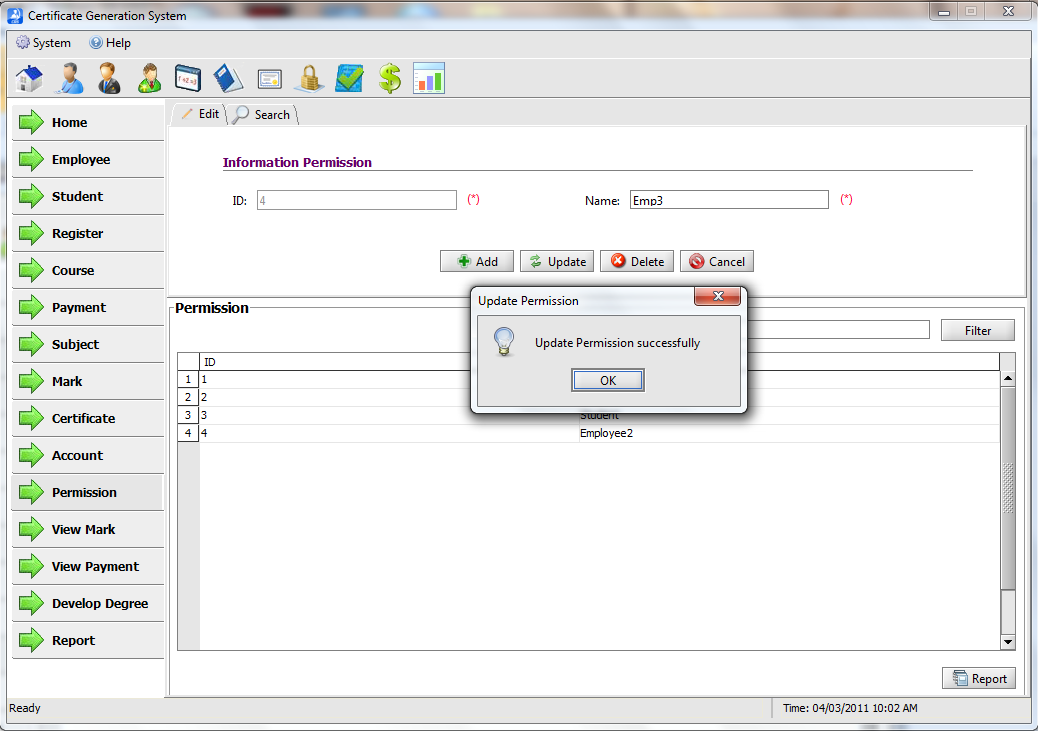 Certificate Generation System
System Help
Edit Search
Information Permission
ID: 4 (*) Name: Emp3 (*)
Add Update Delete Cancel
Home
Employee
Student
Register
Course
Payment
Subject
Mark
Certificate
Account
Permission
View Mark
View Payment
Develop Degree
Report
Permission
Filter
Update Permission
Update Permission successfully
OK
ID
1 1
2 2
3 3 Student
4 4 Employee2
Report
Ready Time: 04/03/2011 10:02 AM